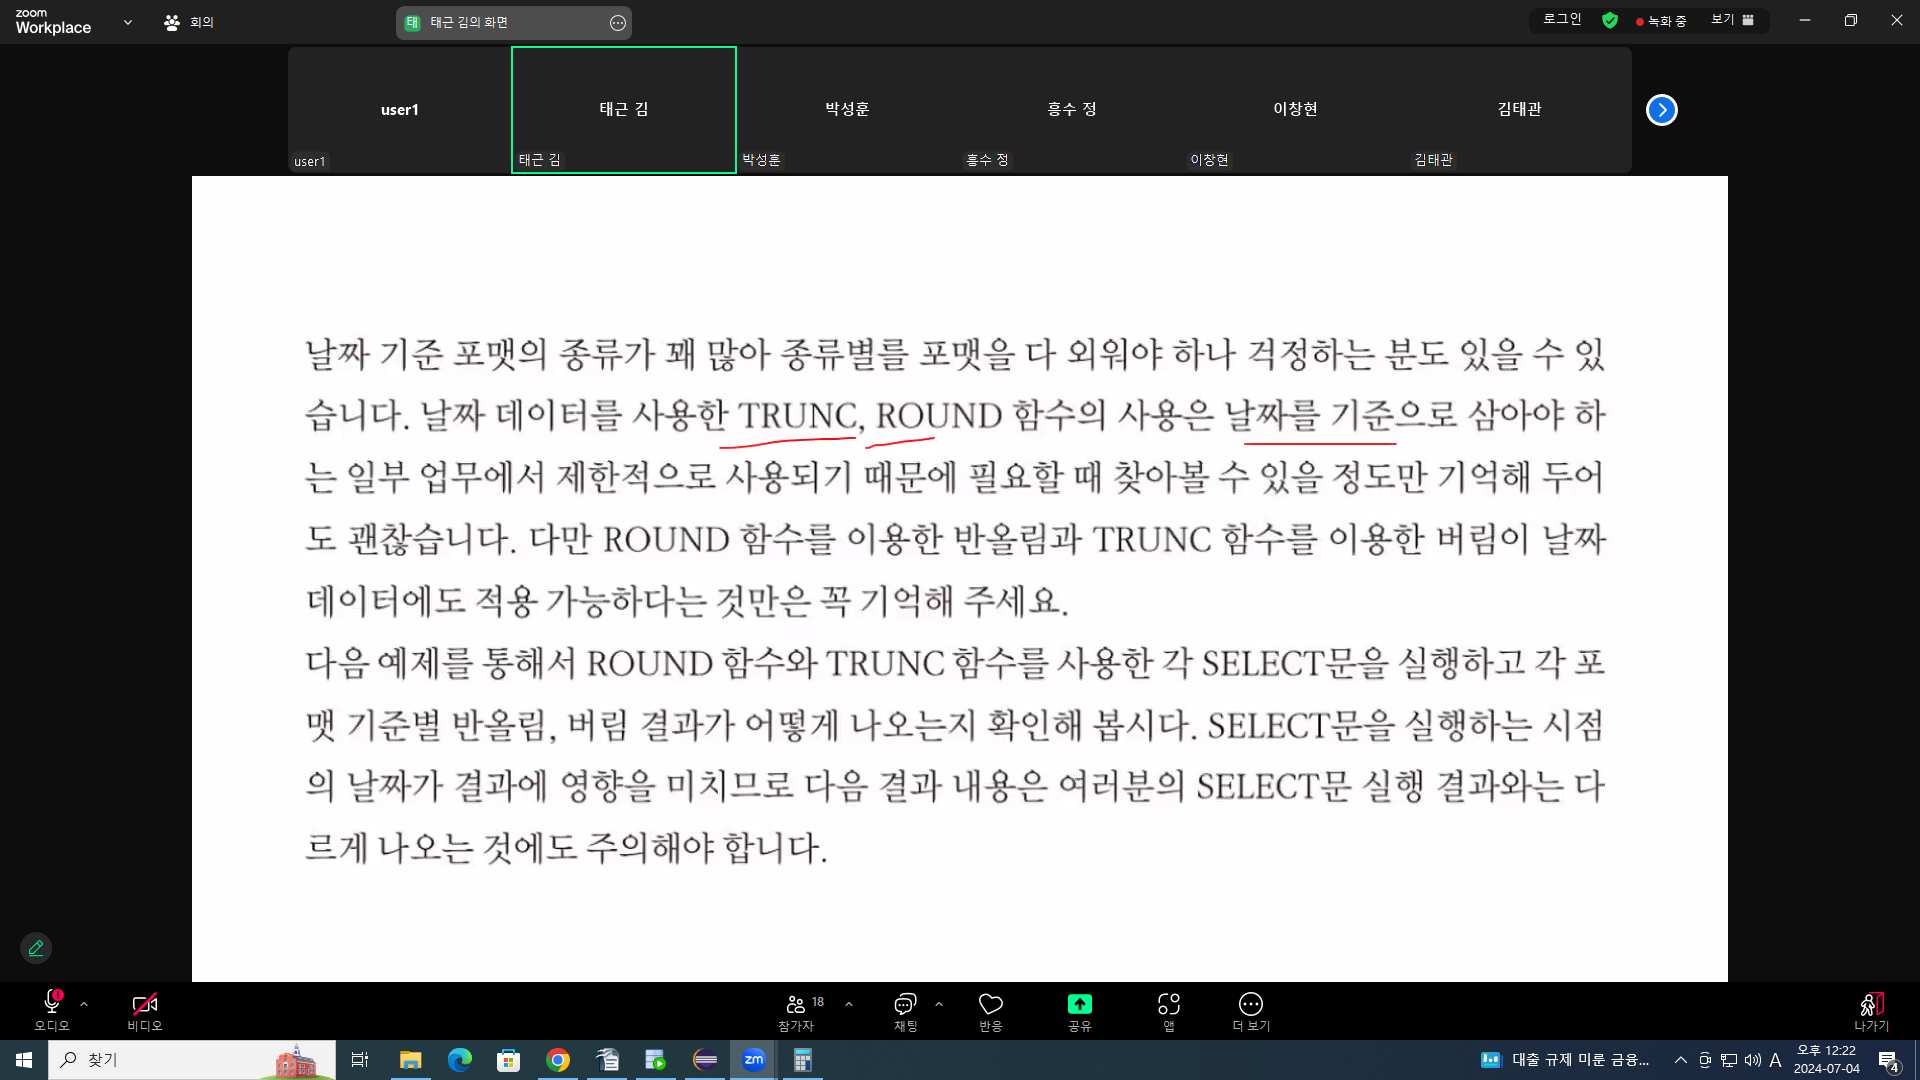 zoom
Workplace
회의
태
태근 김의 화면
로그인
녹화 중
보기
user1
태근 김
박성훈
흥수 정
이창현
김태관
user1
태근 김
박성훈
흥수 정
이창현
김태관
날짜 기준 포맷의 종류가 꽤 많아 종류별를 포맷을 다 외워야 하나 걱정하는 분도 있을 수 있
습니다. 날짜 데이터를 사용한 TRUNC, ROUND 함수의 사용은 날짜를 기준으로 삼아야 하
는 일부 업무에서 제한적으로 사용되기 때문에 필요할 때 찾아볼 수 있을 정도만 기억해 두어
도 괜찮습니다. 다만 ROUND 함수를 이용한 반올림과 TRUNC 함수를 이용한 버림이 날짜
데이터에도 적용 가능하다는 것만은 꼭 기억해 주세요.
다음 예제를 통해서 ROUND 함수와 TRUNC 함수를 사용한 각 SELECT문을 실행하고 각 포
맷 기준별 반올림, 버림 결과가 어떻게 나오는지 확인해 봅시다. SELECT문을 실행하는 시점
의 날짜가 결과에 영향을 미치므로 다음 결과 내용은 여러분의 SELECT문 실행 결과와는 다
르게 나오는 것에도 주의해야 합니다.
오디오
비디오
18
참가자
채팅
반응
공유
앱
더 보기
나가기
찾기
zm
대출 규제 미룬 금융...
A
오후 12:22
2024-07-04
4